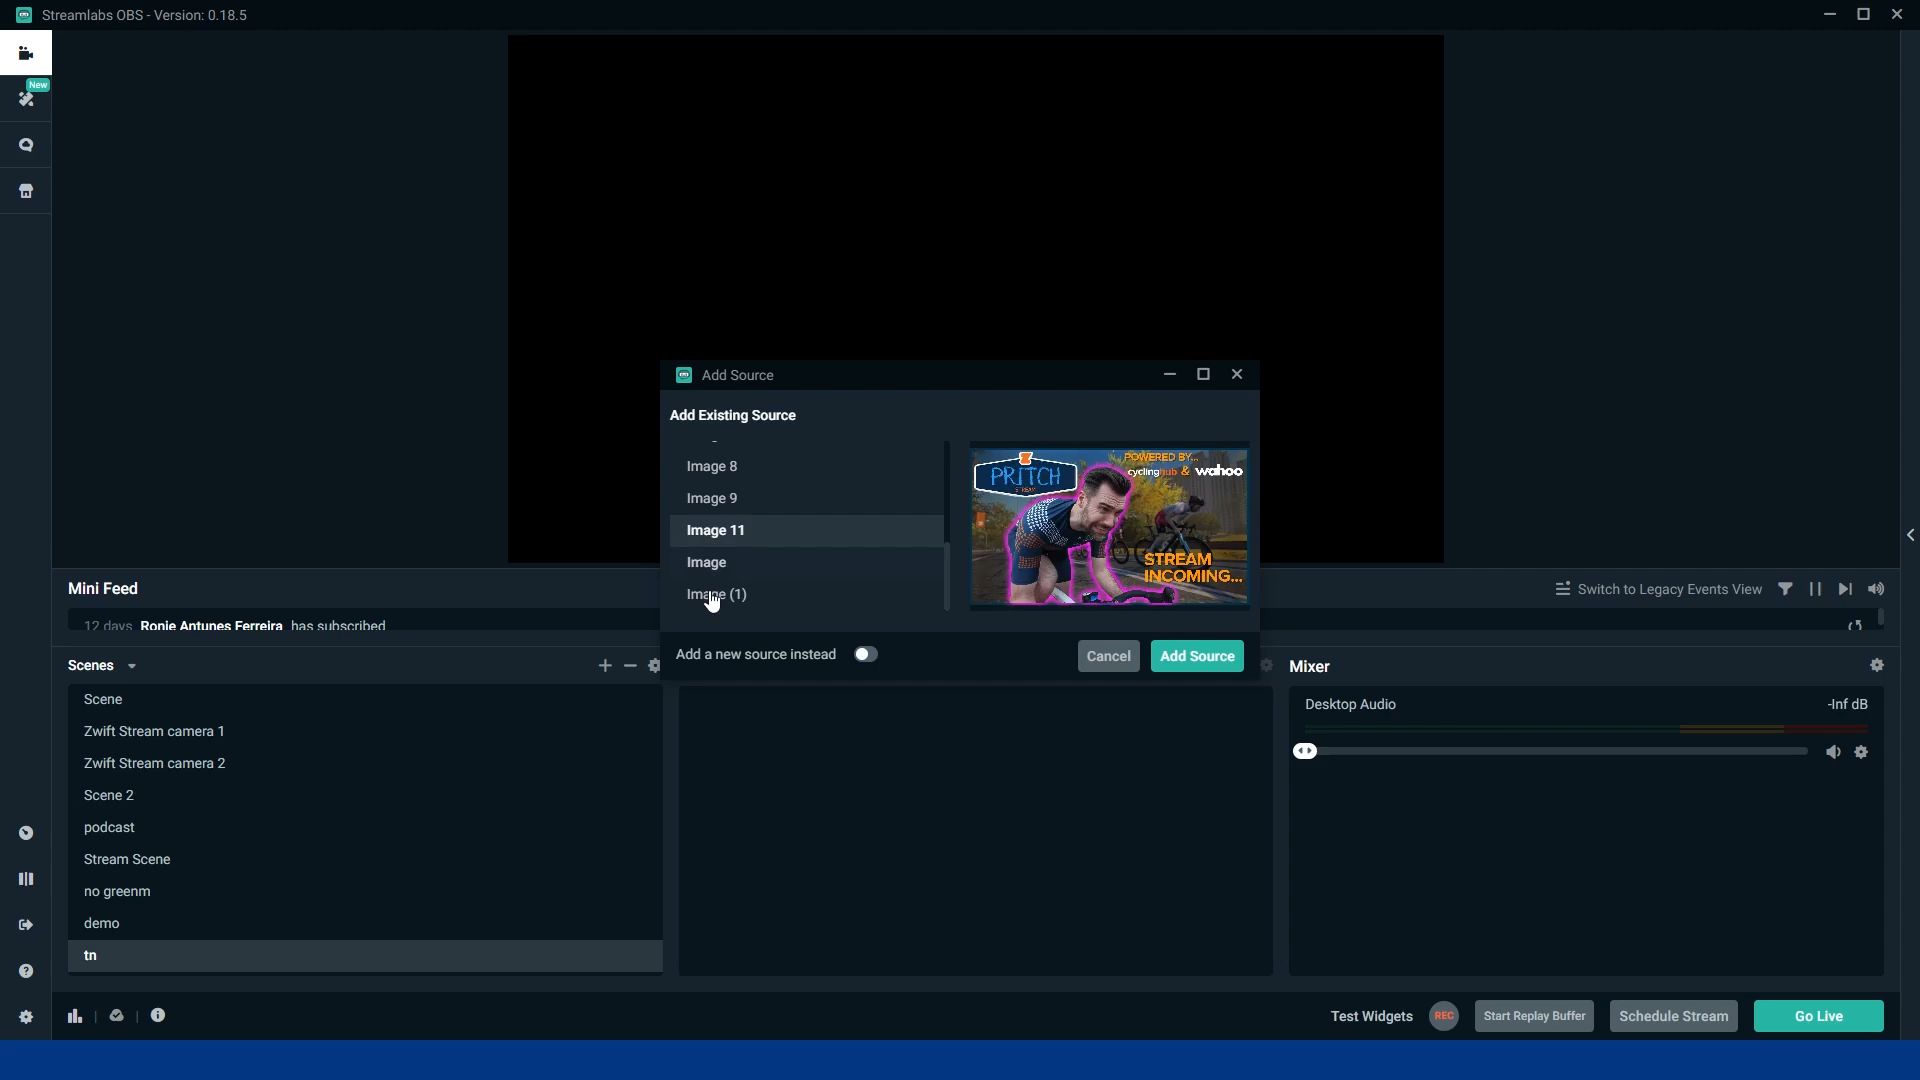 Streamlabs OBS - Version: 0.18.5
New
Add Source
Add Existing Source
Image 8
Image 9
Image 11
Image
Image (1)
PRITCH
STREAM
POWERED BY...
cyclinghub & wahoo
STREAM
INCOMING...
Add a new source instead
Cancel
Add Source
Mini Feed
Switch to Legacy Events View
12 days Ronie Antunes Ferreira has subscribed
Scenes
Scene
Zwift Stream camera 1
Zwift Stream camera 2
Scene 2
podcast
Stream Scene
no greenm
demo
tn
Mixer
Desktop Audio
-Inf dB
Test Widgets
REC
Start Replay Buffer
Schedule Stream
Go Live